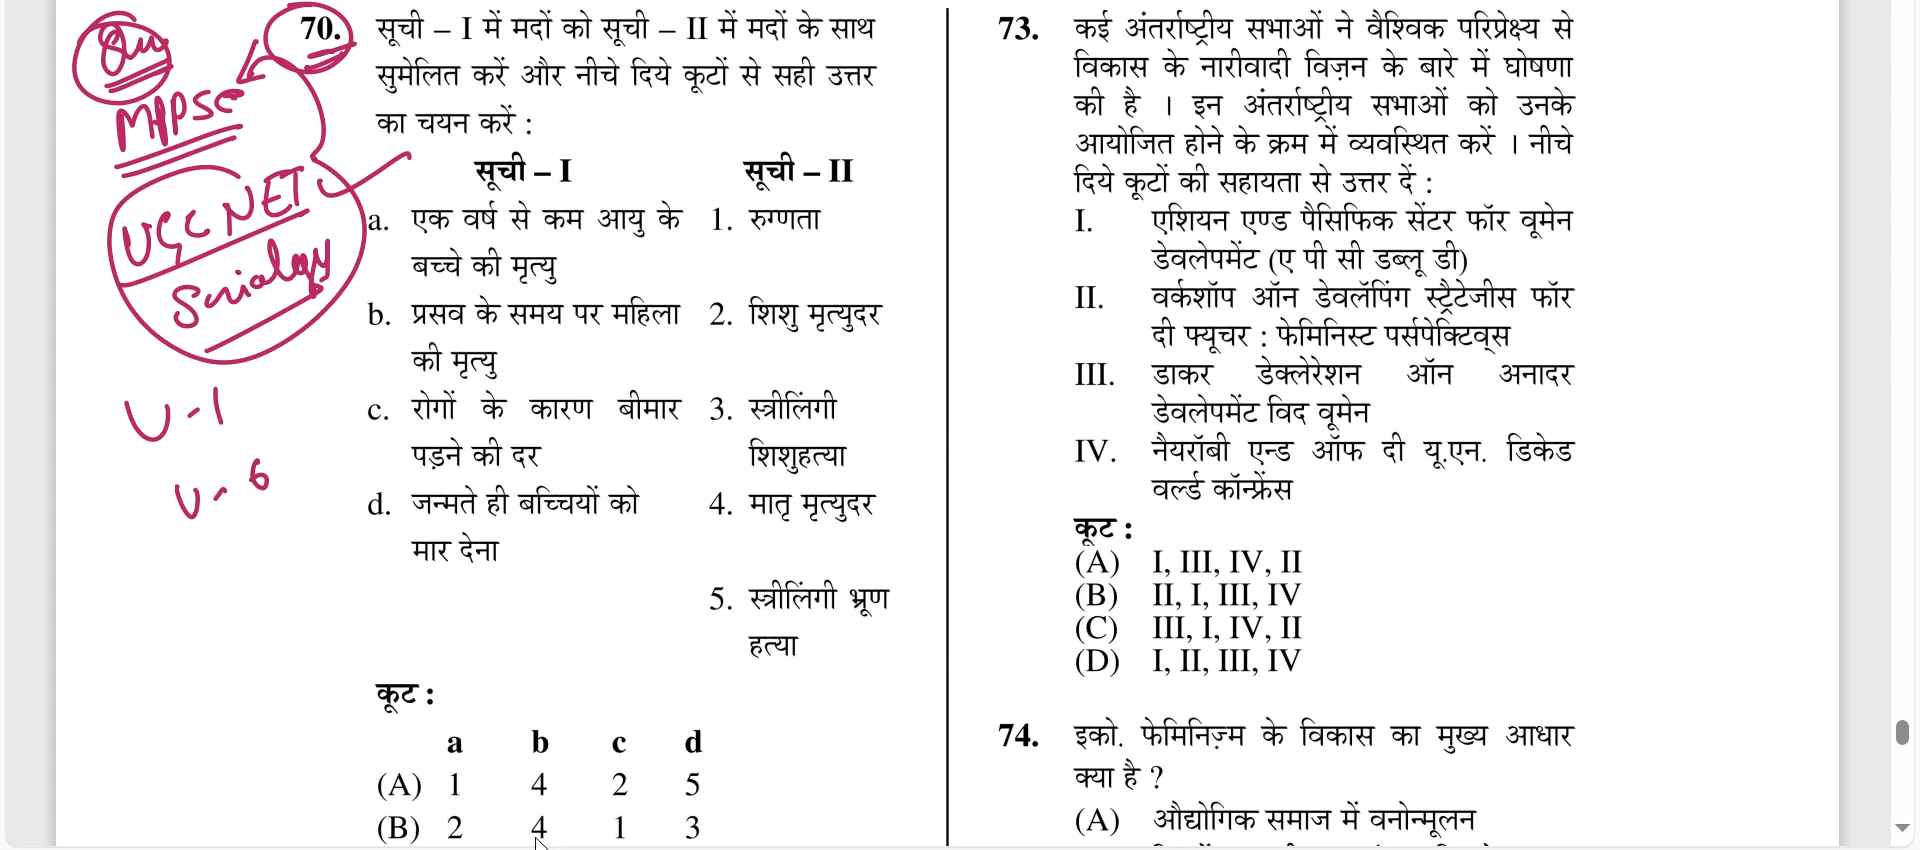 70. सूची – I में मदों को सूची – II में मदों के साथ
सुमेलित करें और नीचे दिये कूटों से सही उत्तर
का चयन करें :
सूची – I सूची – II
a. एक वर्ष से कम आयु के 1. रुग्णता
बच्चे की मृत्यु
b. प्रसव के समय पर महिला 2. शिशु मृत्युदर
की मृत्यु
c. रोगों के कारण बीमार 3. स्त्रीलिंगी
पड़ने की दर शिशुहत्या
d. जन्मते ही बच्चियों को 4. मातृ मृत्युदर
मार देना
5. स्त्रीलिंगी भ्रूण
हत्या
कूट :
a b c d
(A) 1 4 2 5
(B) 2 4 1 3
MPPSC
UGC NET
U-1
U-6
73. कई अंतर्राष्ट्रीय सभाओं ने वैश्विक परिप्रेक्ष्य से
विकास के नारीवादी विज़न के बारे में घोषणा
की है । इन अंतर्राष्ट्रीय सभाओं को उनके
आयोजित होने के क्रम में व्यवस्थित करें । नीचे
दिये कूटों की सहायता से उत्तर दें :
I. एशियन एण्ड पैसिफिक सेंटर फॉर वूमेन
डेवलेपमेंट (ए पी सी डब्लू डी)
II. वर्कशॉप ऑन डेवलॅपिंग स्ट्रैटेजीस फॉर
दी फ्यूचर : फेमिनिस्ट पर्सपेक्टिव्स
III. डाकर डेक्लेरेशन ऑन अनादर
डेवलेपमेंट विद वूमेन
IV. नैयरॉबी एन्ड ऑफ दी यू.एन. डिकेड
वर्ल्ड कॉन्फ्रेंस
कूट :
(A) I, III, IV, II
(B) II, I, III, IV
(C) III, I, IV, II
(D) I, II, III, IV
74. इको. फेमिनिज़्म के विकास का मुख्य आधार
क्या है ?
(A) औद्योगिक समाज में वनोन्मूलन